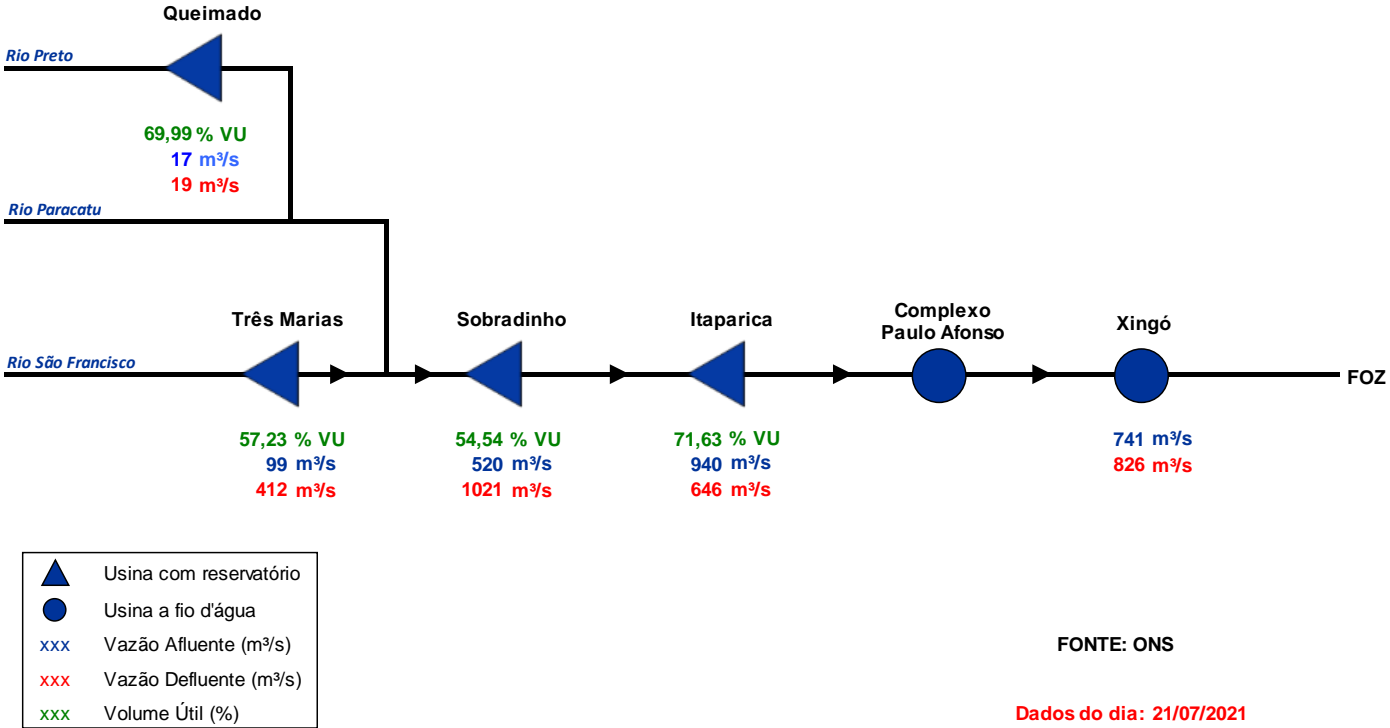 Queimado
Rio Preto
69,99 % VU
17 m³/s
19 m³/s
Rio Paracatu
Três Marias
Sobradinho
Itaparica
Complexo
Paulo Afonso
Xingó
Rio São Francisco
FOZ
57,23 % VU
99 m³/s
412 m³/s
54,54 % VU
520 m³/s
1021 m³/s
71,63 % VU
940 m³/s
646 m³/s
741 m³/s
826 m³/s
Usina com reservatório
Usina a fio d'água
xxx Vazão Afluente (m³/s)
xxx Vazão Defluente (m³/s)
xxx Volume Útil (%)
FONTE: ONS
Dados do dia: 21/07/2021